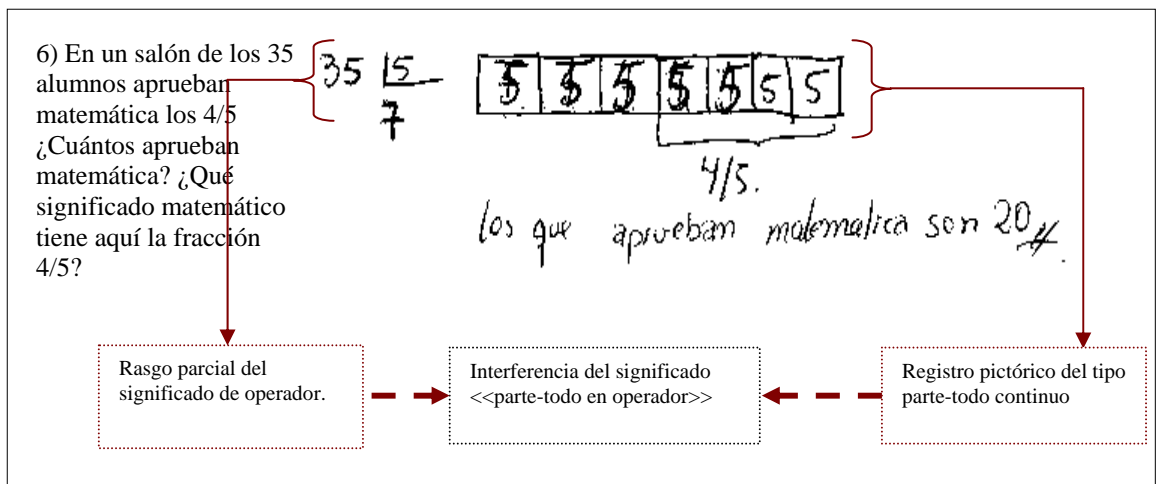 6) En un salón de los 35
alumnos aprueban
matemática los 4/5
¿Cuántos aprueban
matemática? ¿Qué
significado matemático
tiene aquí la fracción
4/5?
35 5
7
5 5 5 5 5 5 5
4/5.
los que aprueban matematica son 20
Rasgo parcial del
significado de operador.
Interferencia del significado
<<parte-todo en operador>>
Registro pictórico del tipo
parte-todo continuo